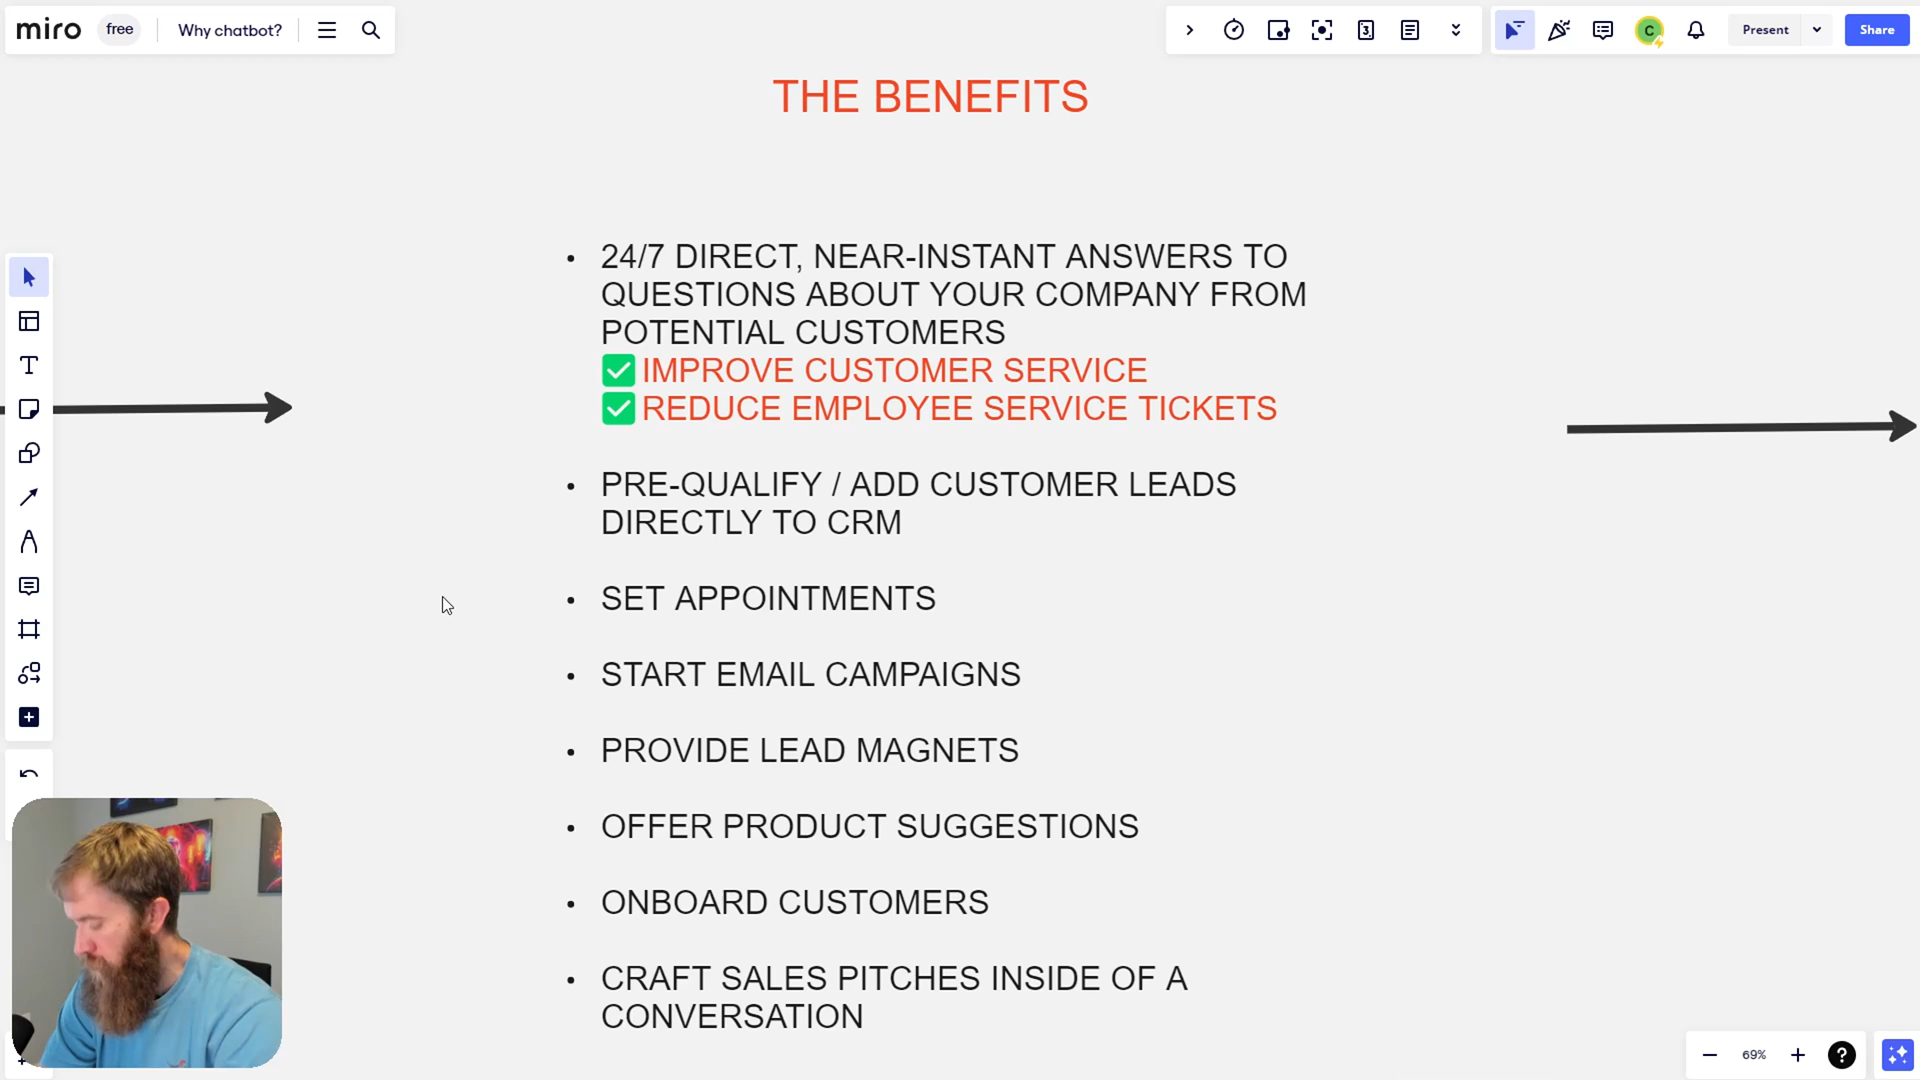 miro free Why chatbot?
3 C Present Share
THE BENEFITS
• 24/7 DIRECT, NEAR-INSTANT ANSWERS TO
QUESTIONS ABOUT YOUR COMPANY FROM
POTENTIAL CUSTOMERS
✅ IMPROVE CUSTOMER SERVICE
✅ REDUCE EMPLOYEE SERVICE TICKETS
• PRE-QUALIFY / ADD CUSTOMER LEADS
DIRECTLY TO CRM
• SET APPOINTMENTS
• START EMAIL CAMPAIGNS
• PROVIDE LEAD MAGNETS
• OFFER PRODUCT SUGGESTIONS
• ONBOARD CUSTOMERS
• CRAFT SALES PITCHES INSIDE OF A
CONVERSATION
69% ?